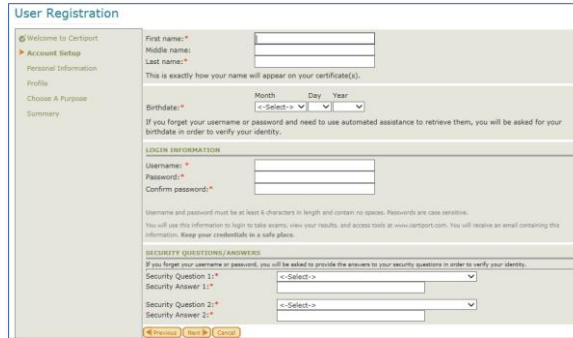 User Registration
Welcome to Certiport
Account Setup
Personal Information
Profile
Choose A Purpose
Summary
First name:*
Middle name:
Last name:*
This is exactly how your name will appear on your certificate(s).
Month Day Year
Birthdate:* <-Select->
If you forget your username or password and need to use automated assistance to retrieve them, you will be asked for your
birthdate in order to verify your identity.
LOGIN INFORMATION
Username: *
Password:*
Confirm password:*
Username and password must be at least 6 characters in length and contain no spaces. Passwords are case sensitive.
You will use this information to login to take exams, view your results, and access tools at www.certiport.com. You will receive an email containing this
information. Keep your credentials in a safe place.
SECURITY QUESTIONS/ANSWERS
If you forget your username or password, you will be asked to provide the answers to your security questions in order to verify your identity.
Security Question 1:* <-Select->
Security Answer 1:*
Security Question 2:* <-Select->
Security Answer 2:*
Previous Next Cancel